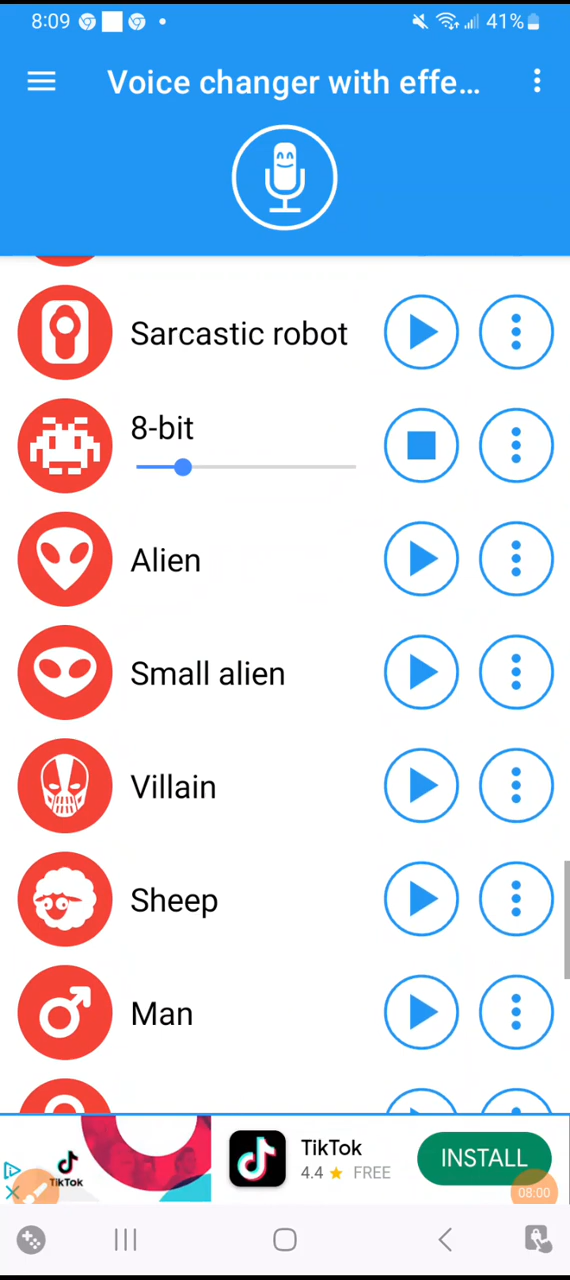 8:09
41%
Voice changer with effe...
Sarcastic robot
8-bit
Alien
Small alien
Villain
Sheep
Man
TikTok
TikTok
4.4 ★ FREE
INSTALL
08:00